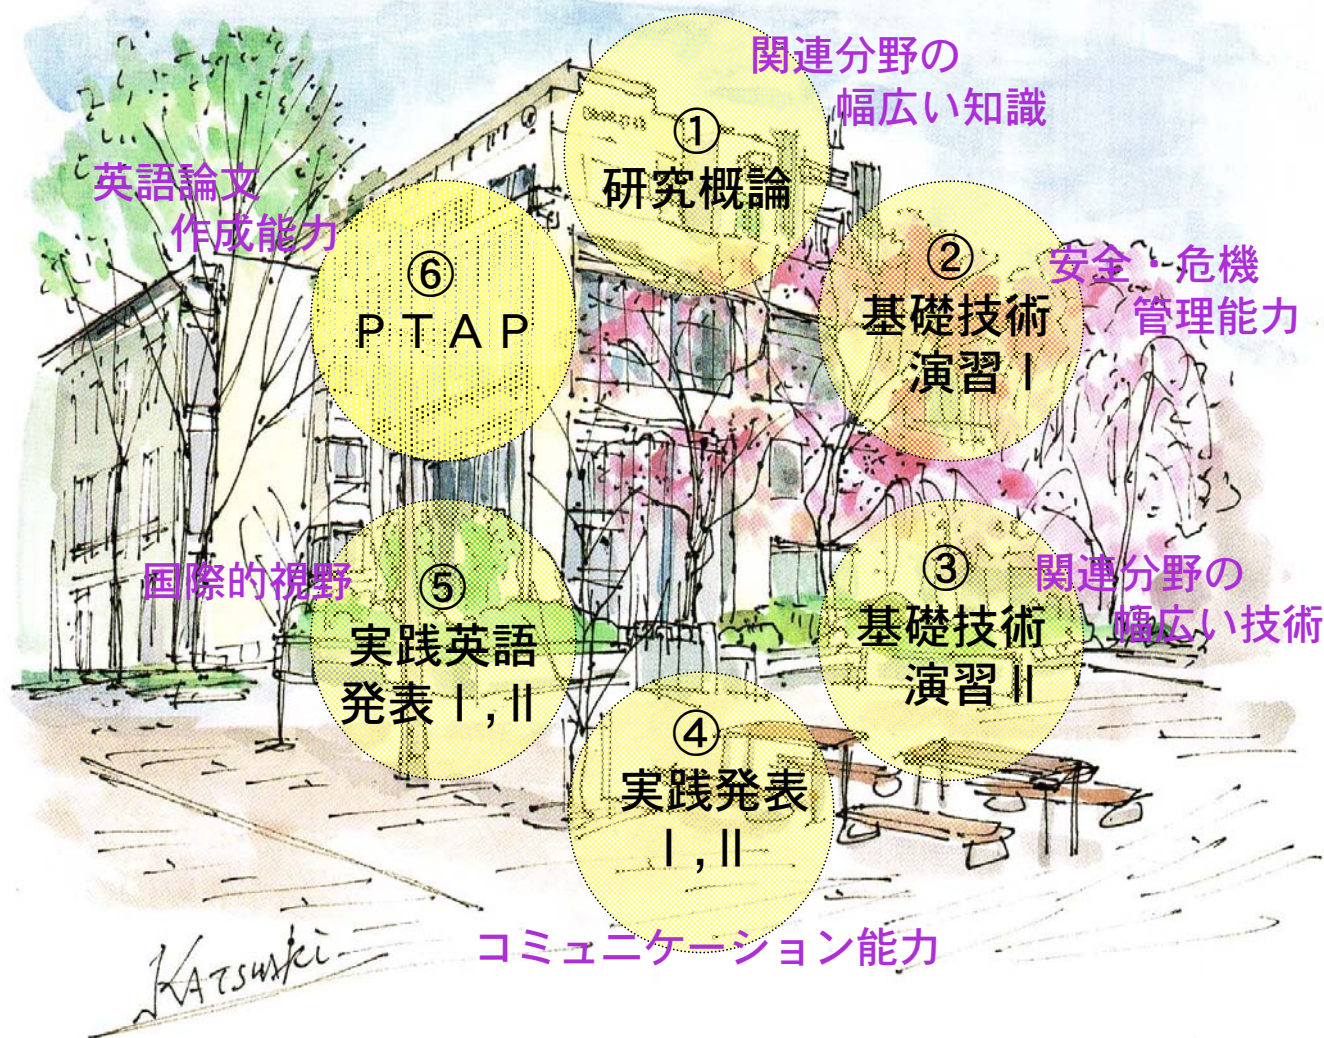 関連分野の
幅広い知識
①
研究概論
②
基礎技術
演習Ⅰ
安全・危機
管理能力
③
基礎技術
演習Ⅱ
関連分野の
幅広い技術
④
実践発表
Ⅰ,Ⅱ
コミュニケーション能力
⑤
実践英語
発表Ⅰ,Ⅱ
国際的視野
⑥
ＰＴＡＰ
英語論文
作成能力
KATSUAKI